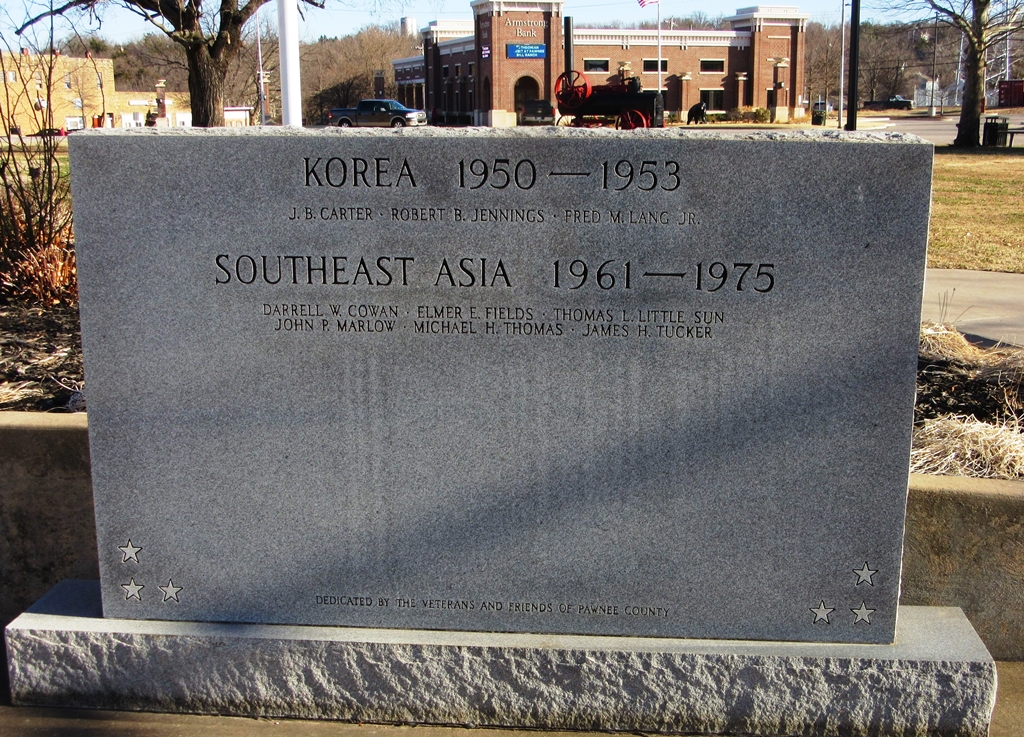 Armstrong
Bank
KOREA 1950 — 1953
J. B. CARTER · ROBERT B. JENNINGS · FRED M. LANG JR.
SOUTHEAST ASIA 1961 — 1975
DARRELL W. COWAN · ELMER E. FIELDS · THOMAS L. LITTLE SUN
JOHN P. MARLOW · MICHAEL H. THOMAS · JAMES H. TUCKER
DEDICATED BY THE VETERANS AND FRIENDS OF PAWNEE COUNTY